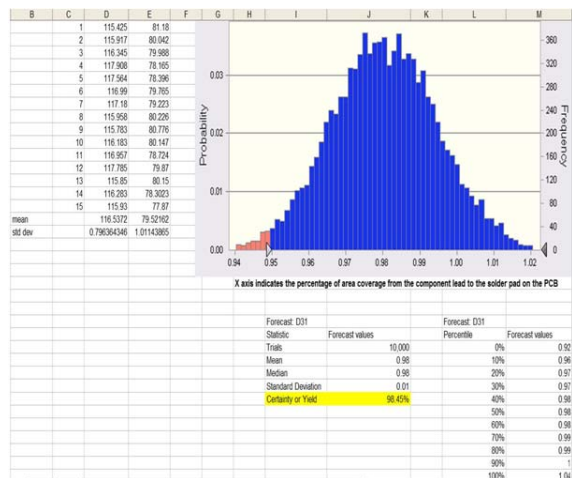 B C D E F G H I J K L M
1 115.425 81.18
2 115.917 80.042
3 116.345 79.988
4 117.908 78.165
5 117.564 78.396
6 116.99 79.765
7 117.18 79.223
8 115.958 80.226
9 115.783 80.776
10 116.183 80.147
11 116.957 78.724
12 117.785 79.87
13 115.85 80.15
14 116.283 78.3023
15 115.93 77.87
mean 116.5372 79.52162
std dev 0.796364346 1.01143865
Probability
0.03
0.02
0.01
0.00
0.94 0.95 0.96 0.97 0.98 0.99 1.00 1.01 1.02
360
320
280
240
200
160
120
80
40
0
Frequency
X axis indicates the percentage of area coverage from the component lead to the solder pad on the PCB
Forecast: D31
Statistic Forecast values
Trials 10,000
Mean 0.98
Median 0.98
Standard Deviation 0.01
Certainty or Yield 98.45%
Forecast: D31
Percentile Forecast values
0% 0.92
10% 0.96
20% 0.97
30% 0.97
40% 0.98
50% 0.98
60% 0.98
70% 0.99
80% 0.99
90% 1
100% 1.04